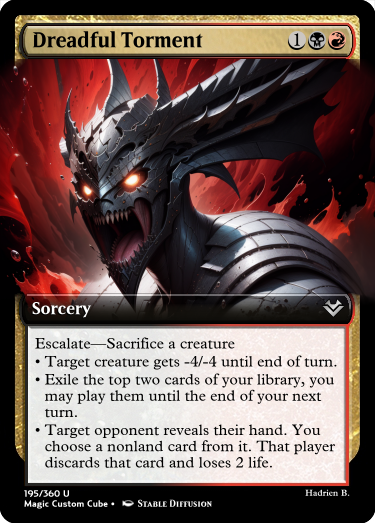 Dreadful Torment 1
Sorcery
Escalate—Sacrifice a creature
• Target creature gets -4/-4 until end of turn.
• Exile the top two cards of your library, you
may play them until the end of your next
turn.
• Target opponent reveals their hand. You
choose a nonland card from it. That player
discards that card and loses 2 life.
195/360 U Hadrien B.
Magic Custom Cube • Stable Diffusion